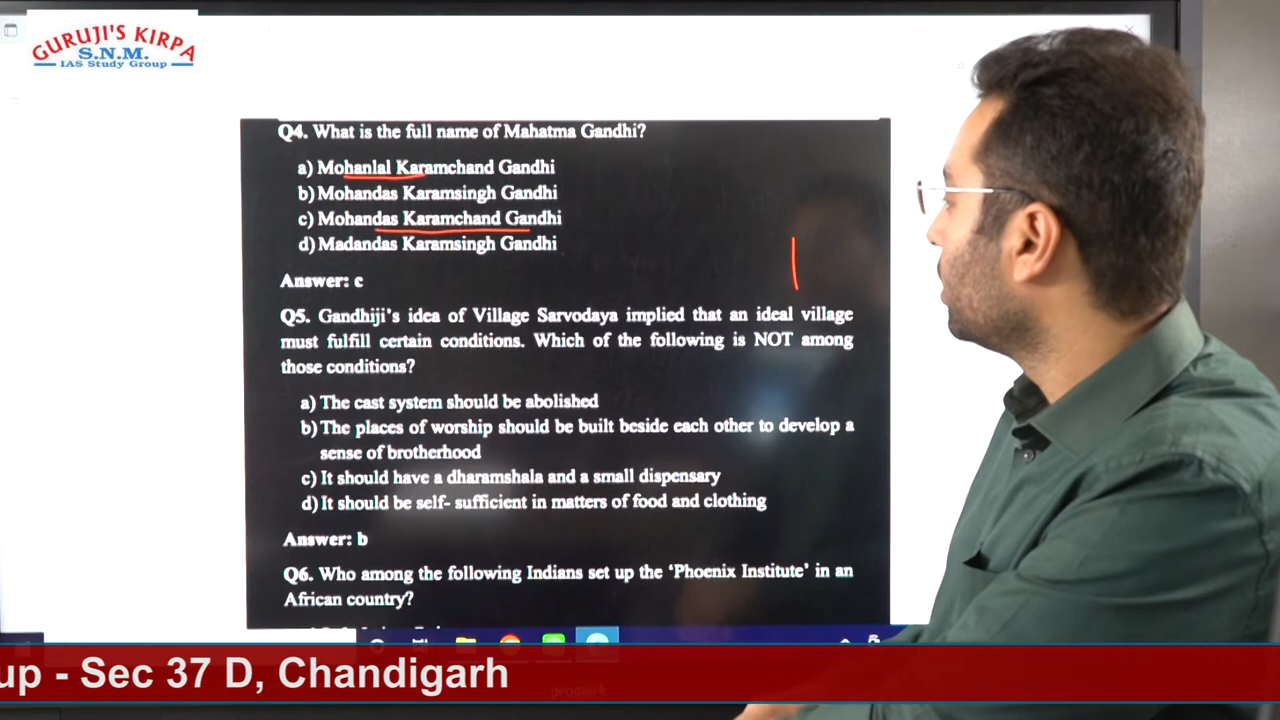 GURUJI'S KIRPA
S.N.M.
IAS Study Group
Q4. What is the full name of Mahatma Gandhi?
a) Mohanlal Karamchand Gandhi
b) Mohandas Karamsingh Gandhi
c) Mohandas Karamchand Gandhi
d) Madandas Karamsingh Gandhi
Answer: c
Q5. Gandhiji's idea of Village Sarvodaya implied that an ideal village
must fulfill certain conditions. Which of the following is NOT among
those conditions?
a) The cast system should be abolished
b) The places of worship should be built beside each other to develop a
sense of brotherhood
c) It should have a dharamshala and a small dispensary
d) It should be self- sufficient in matters of food and clothing
Answer: b
Q6. Who among the following Indians set up the 'Phoenix Institute' in an
African country?
up - Sec 37 D, Chandigarh